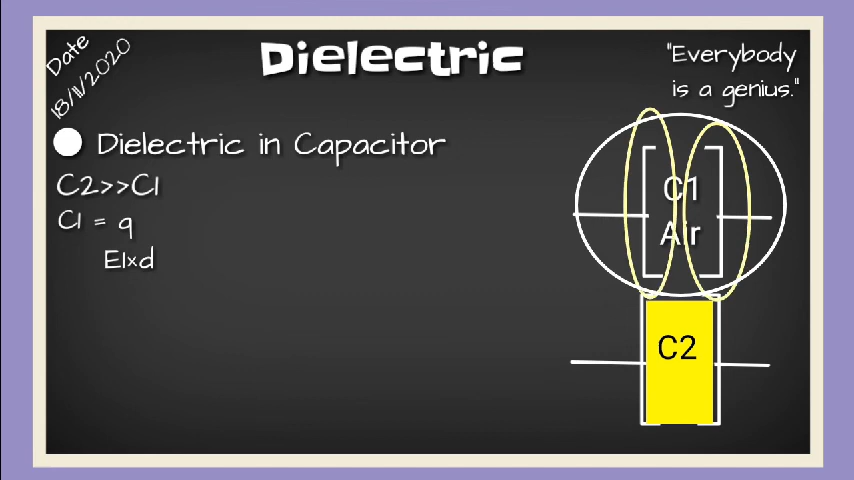 Date
18/11/2020
Dielectric
"Everybody
is a genius."
Dielectric in Capacitor
C2>>C1
C1 = q
E1xd
C1
Air
C2